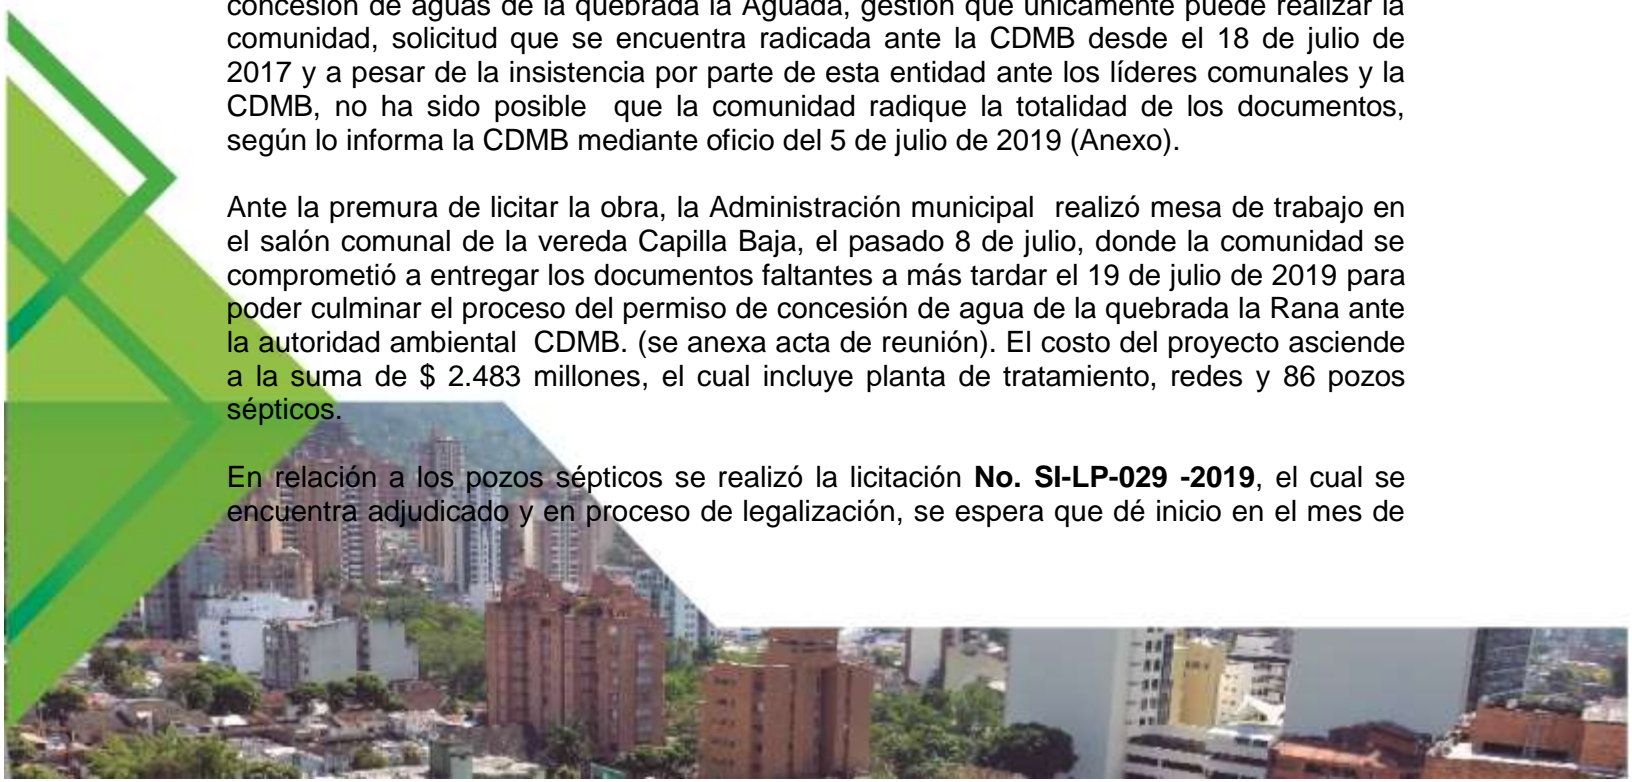 concesión de aguas de la quebrada la Aguada, gestión que únicamente puede realizar la
comunidad, solicitud que se encuentra radicada ante la CDMB desde el 18 de julio de
2017 y a pesar de la insistencia por parte de esta entidad ante los líderes comunales y la
CDMB, no ha sido posible que la comunidad radique la totalidad de los documentos,
según lo informa la CDMB mediante oficio del 5 de julio de 2019 (Anexo).
Ante la premura de licitar la obra, la Administración municipal realizó mesa de trabajo en
el salón comunal de la vereda Capilla Baja, el pasado 8 de julio, donde la comunidad se
comprometió a entregar los documentos faltantes a más tardar el 19 de julio de 2019 para
poder culminar el proceso del permiso de concesión de agua de la quebrada la Rana ante
la autoridad ambiental CDMB. (se anexa acta de reunión). El costo del proyecto asciende
a la suma de $ 2.483 millones, el cual incluye planta de tratamiento, redes y 86 pozos
sépticos.
En relación a los pozos sépticos se realizó la licitación No. SI-LP-029 -2019, el cual se
encuentra adjudicado y en proceso de legalización, se espera que dé inicio en el mes de